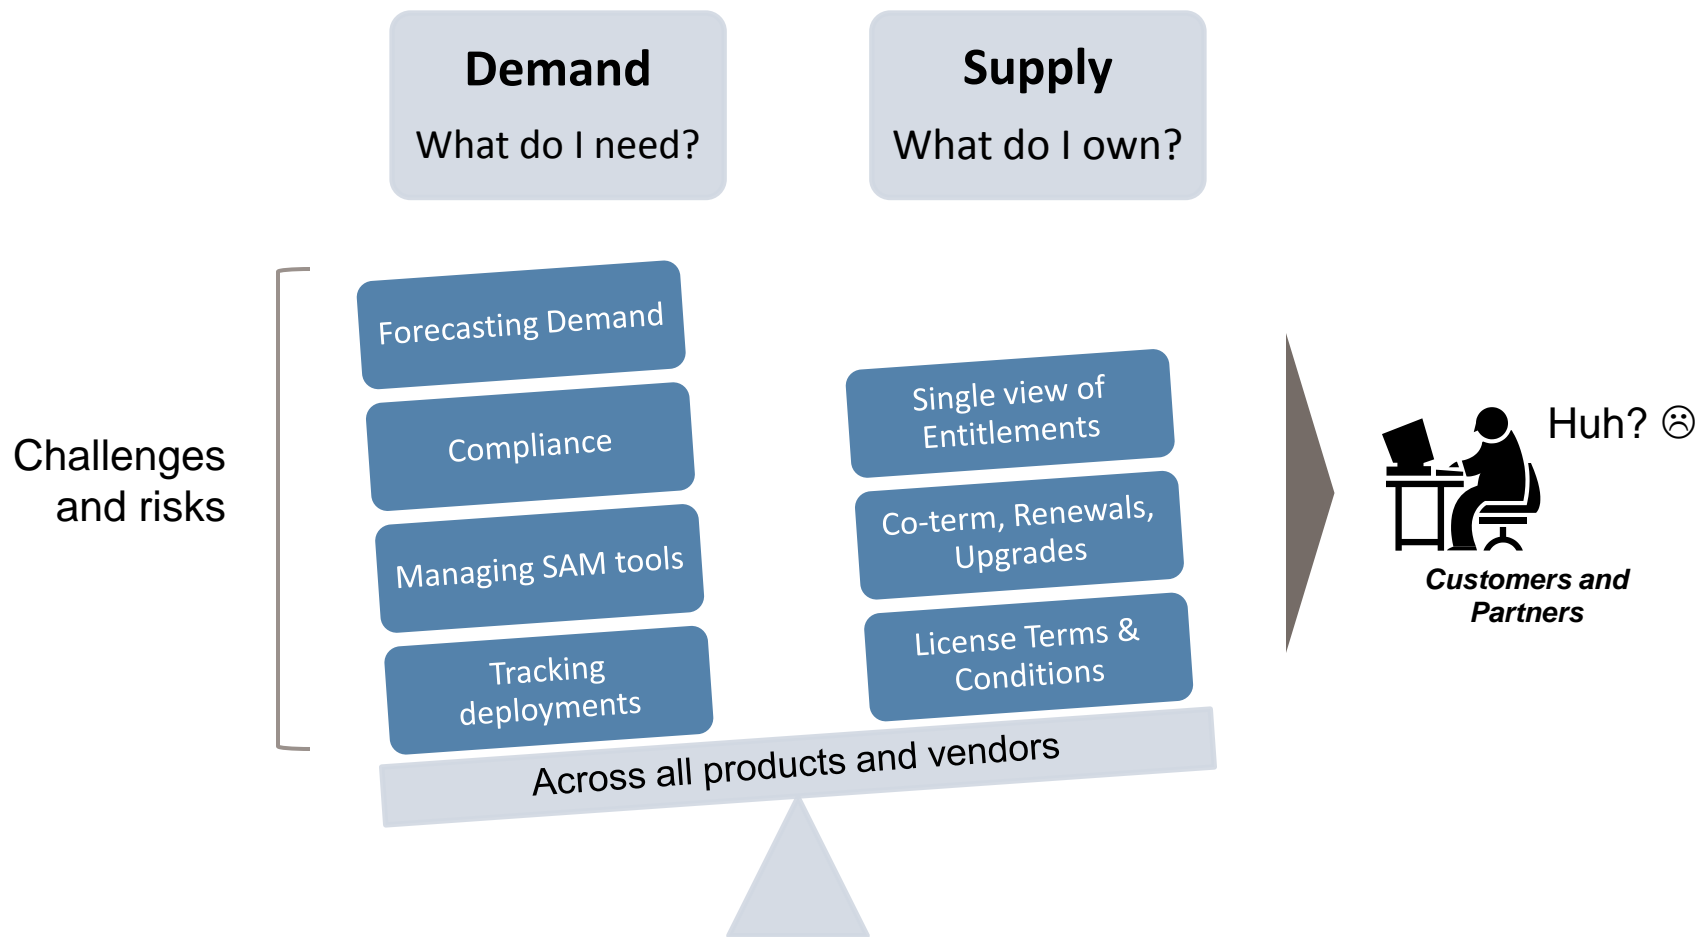 Demand
What do I need?
Supply
What do I own?
Challenges
and risks
Forecasting Demand
Compliance
Managing SAM tools
Tracking
deployments
Single view of
Entitlements
Co-term, Renewals,
Upgrades
License Terms &
Conditions
Across all products and vendors
Huh? ☹
Customers and
Partners